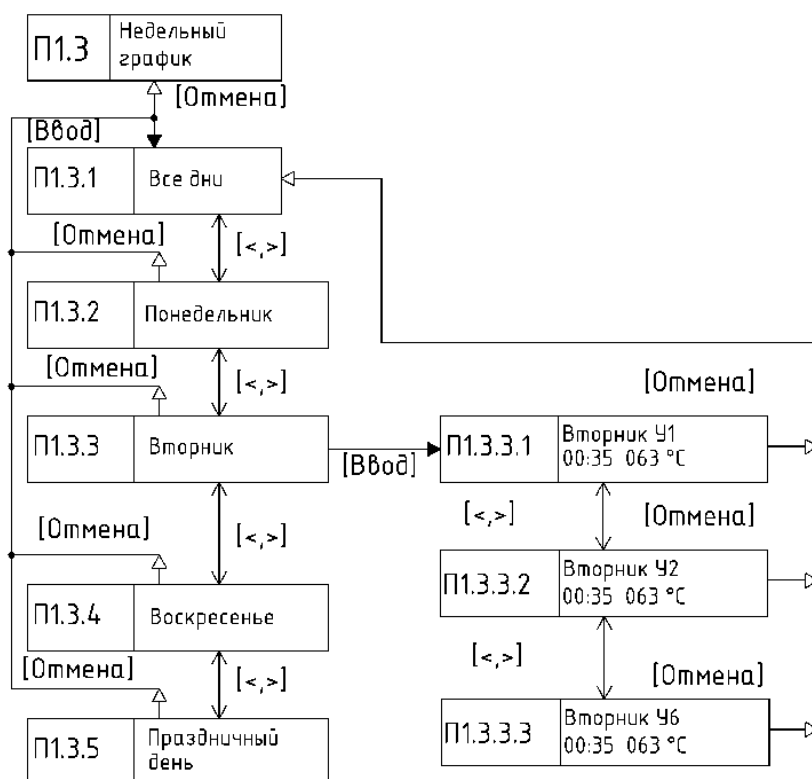 П1.3
Недельный
график
[Отмена]
[Ввод]
П1.3.1
Все дни
[Отмена]
[<,>]
П1.3.2
Понедельник
[Отмена]
[<,>]
[Отмена]
П1.3.3
Вторник
[Ввод]
П1.3.3.1
Вторник У1
00:35 063 °C
[Отмена]
[<,>]
[<,>]
[Отмена]
П1.3.3.2
Вторник У2
00:35 063 °C
П1.3.4
Воскресенье
[Отмена]
[<,>]
[<,>]
[Отмена]
П1.3.5
Праздничный
день
П1.3.3.3
Вторник У6
00:35 063 °C